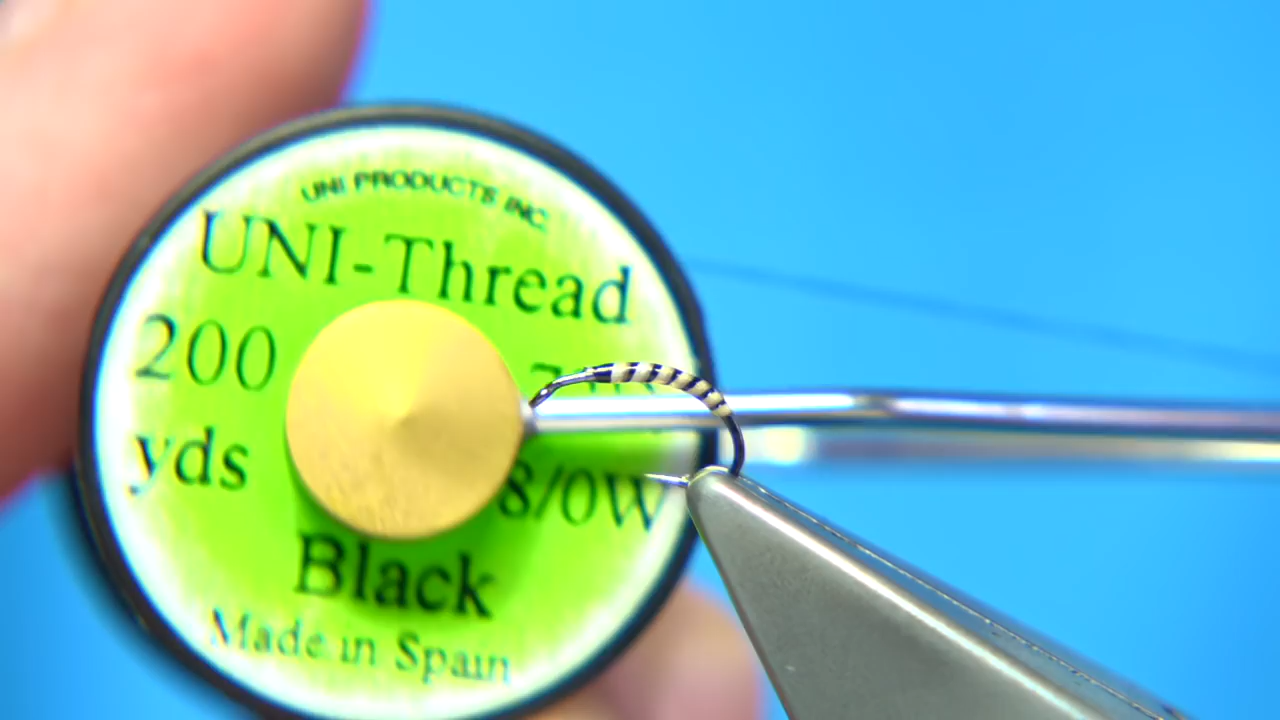 UNI PRODUCTS INC.
UNI-Thread
200
yds
8/0W
Black
Made in Spain